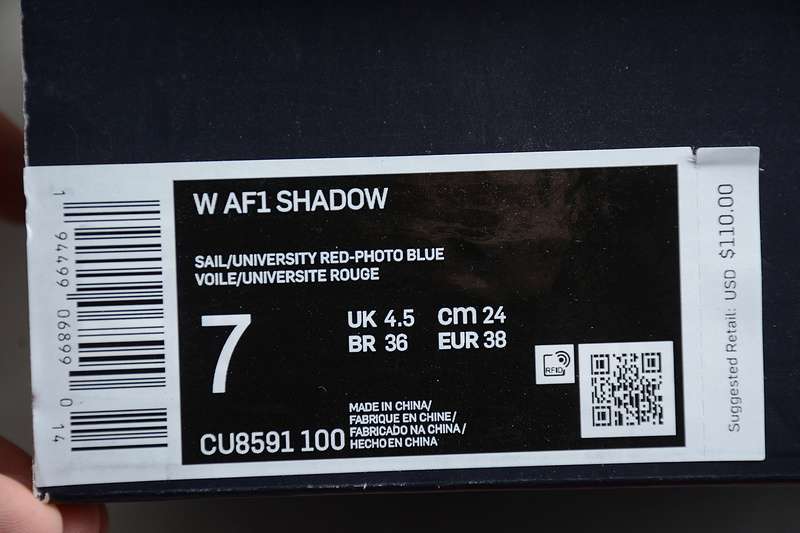 W AF1 SHADOW
SAIL/UNIVERSITY RED-PHOTO BLUE
VOILE/UNIVERSITE ROUGE
7
UK 4.5 cm 24
BR 36 EUR 38
RFID
CU8591 100
MADE IN CHINA/
FABRIQUE EN CHINE/
FABRICADO NA CHINA/
HECHO EN CHINA
1 94499 06899 0 14
Suggested Retail: USD $110.00